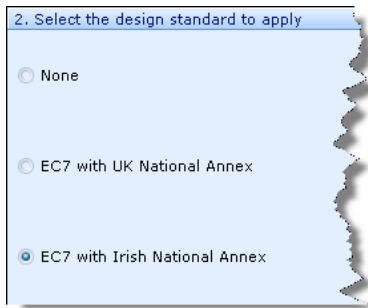 2. Select the design standard to apply
None
EC7 with UK National Annex
EC7 with Irish National Annex